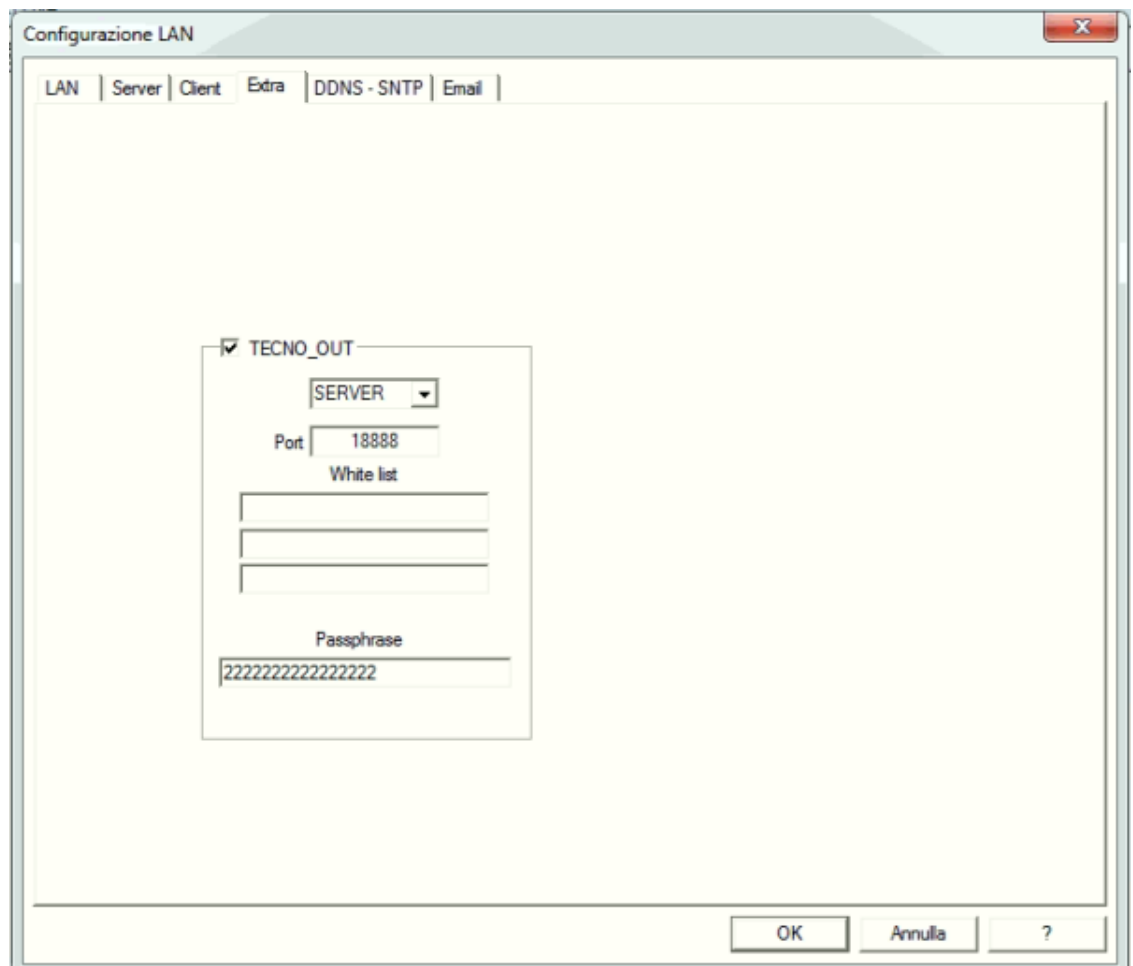 Configurazione LAN
LAN Server Client Extra DDNS - SNTP Email
TECNO_OUT
SERVER
Port 18888
White list
Passphrase
2222222222222222
OK Annulla ?